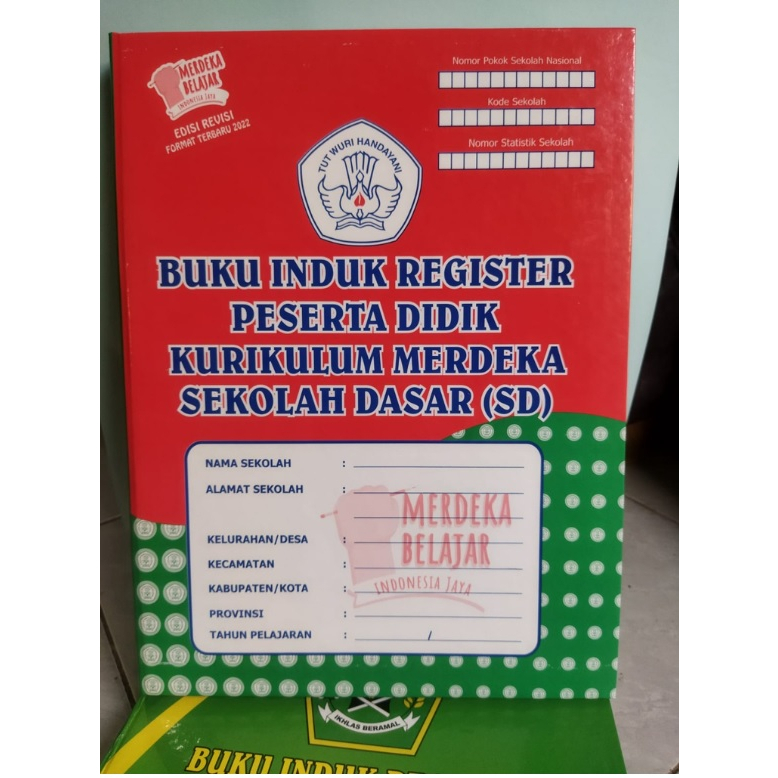 MERDEKA
BELAJAR
INDONESIA JAYA
EDISI REVISI
FORMAT TERBARU 2022
Nomor Pokok Sekolah Nasional
Kode Sekolah
Nomor Statistik Sekolah
TUT WURI HANDAYANI
BUKU INDUK REGISTER
PESERTA DIDIK
KURIKULUM MERDEKA
SEKOLAH DASAR (SD)
NAMA SEKOLAH :
ALAMAT SEKOLAH :
KELURAHAN/DESA :
KECAMATAN :
KABUPATEN/KOTA :
PROVINSI :
TAHUN PELAJARAN : /
MERDEKA
BELAJAR
INDONESIA JAYA
IKHLAS BERAMAL
BUKU INDUK